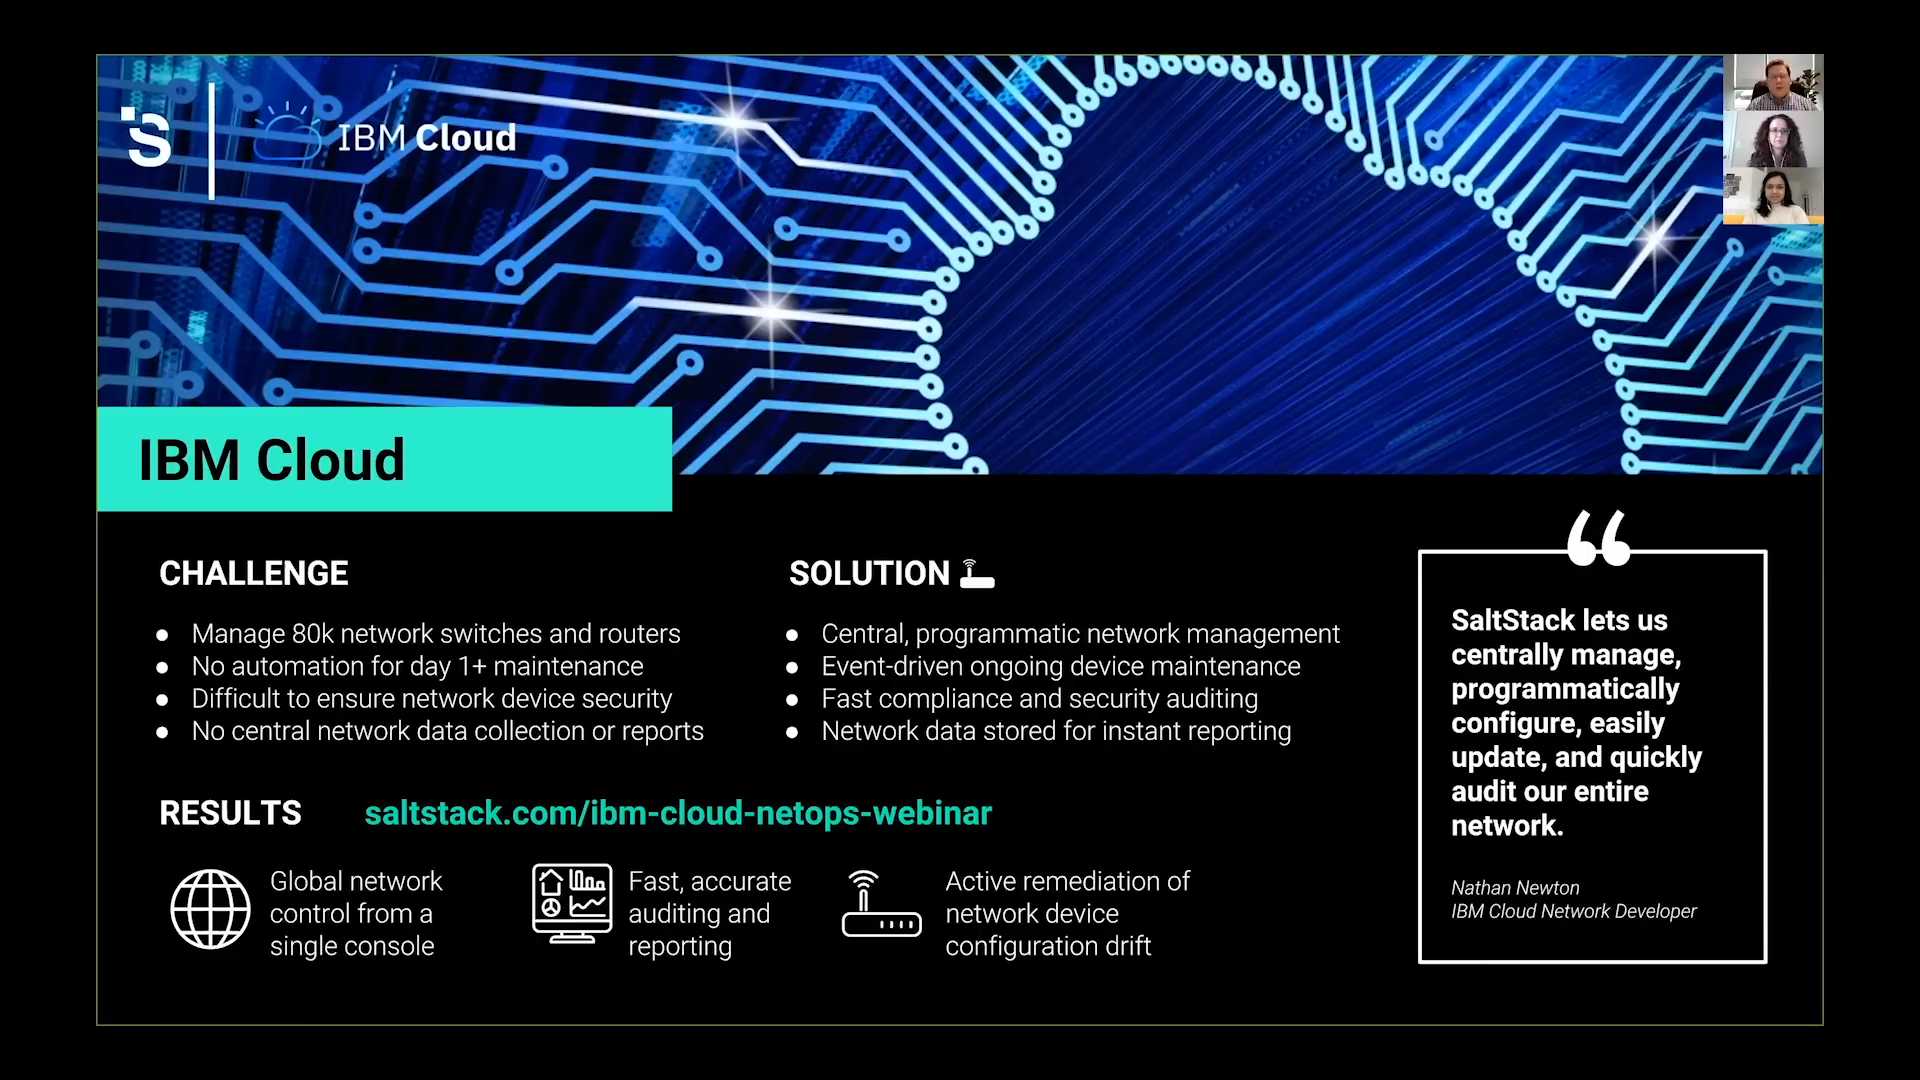 IBM Cloud
IBM Cloud
CHALLENGE
● Manage 80k network switches and routers
● No automation for day 1+ maintenance
● Difficult to ensure network device security
● No central network data collection or reports
SOLUTION
● Central, programmatic network management
● Event-driven ongoing device maintenance
● Fast compliance and security auditing
● Network data stored for instant reporting
RESULTS saltstack.com/ibm-cloud-netops-webinar
Global network
control from a
single console
Fast, accurate
auditing and
reporting
Active remediation of
network device
configuration drift
“
SaltStack lets us
centrally manage,
programmatically
configure, easily
update, and quickly
audit our entire
network.
Nathan Newton
IBM Cloud Network Developer